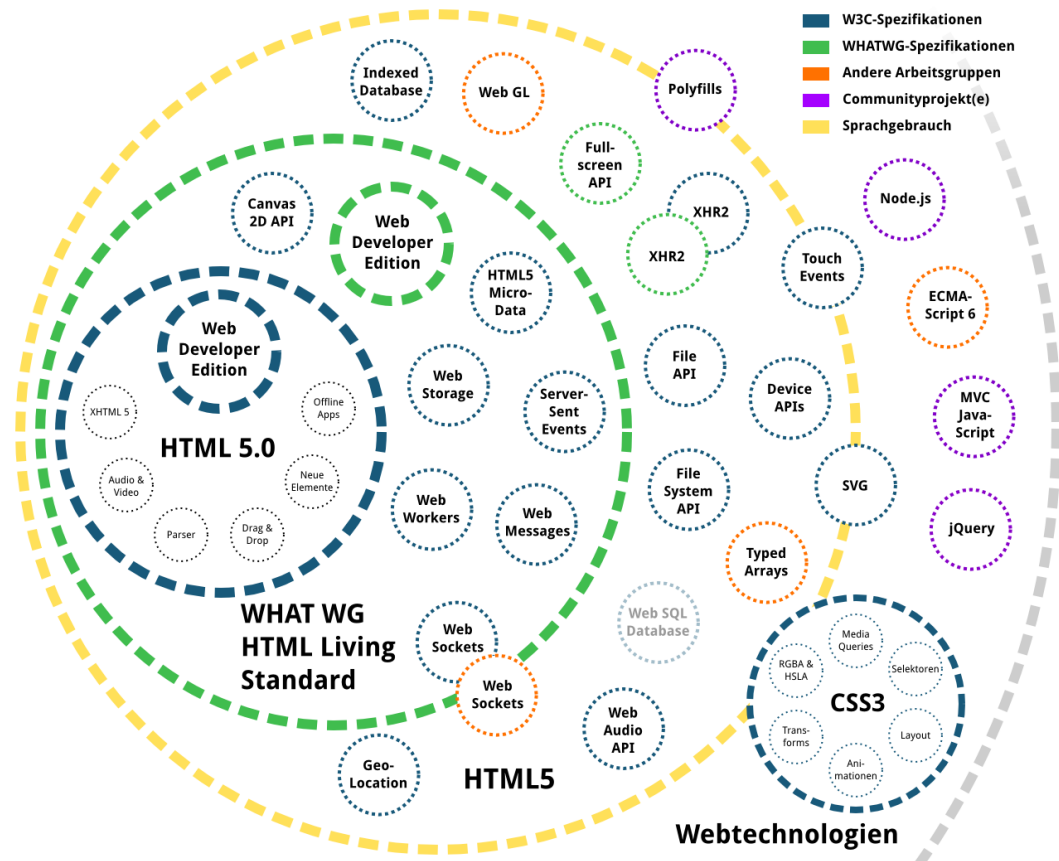 W3C-Spezifikationen
WHATWG-Spezifikationen
Andere Arbeitsgruppen
Communityprojekt(e)
Sprachgebrauch
Indexed
Database
Web GL
Polyfills
Full-
screen
API
Node.js
Canvas
2D API
Web
Developer
Edition
XHR2
XHR2
Touch
Events
HTML5
Micro-
Data
ECMA-
Script 6
Web
Developer
Edition
File
API
Web
Storage
Server-
Sent
Events
Device
APIs
MVC
Java-
Script
XHTML 5
Offline
Apps
HTML 5.0
Audio &
Video
Neue
Elemente
Parser
Drag &
Drop
Web
Workers
Web
Messages
File
System
API
SVG
jQuery
Typed
Arrays
WHAT WG
HTML Living
Standard
Web
Sockets
Web
Sockets
Web SQL
Database
Media
Queries
RGBA &
HSLA
Selektoren
CSS3
Trans-
forms
Layout
Ani-
mationen
Web
Audio
API
Geo-
Location
HTML5
Webtechnologien